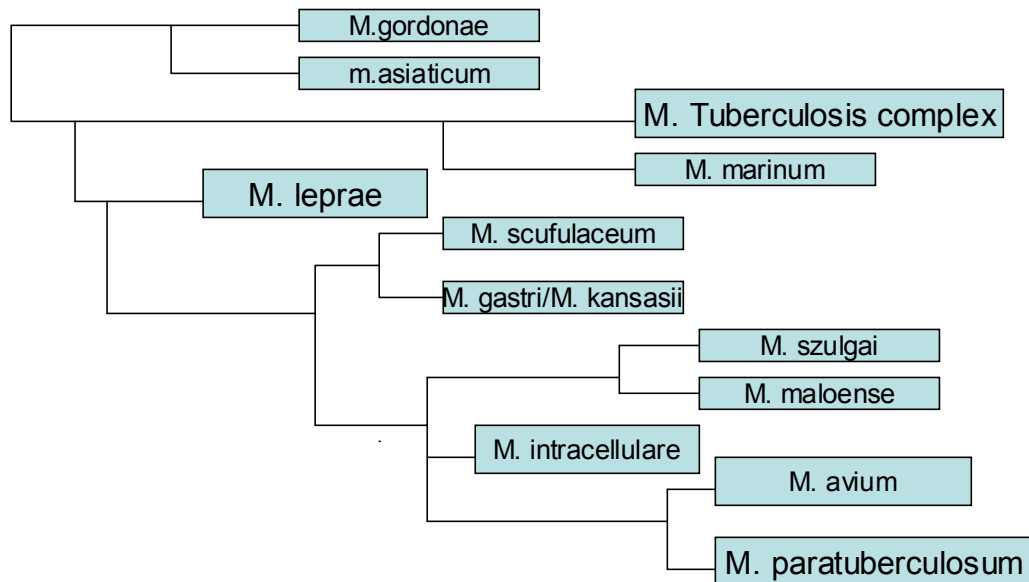 M.gordonae
m.asiaticum
M. Tuberculosis complex
M. marinum
M. leprae
M. scufulaceum
M. gastri/M. kansasii
M. szulgai
M. maloense
M. intracellulare
M. avium
M. paratuberculosum